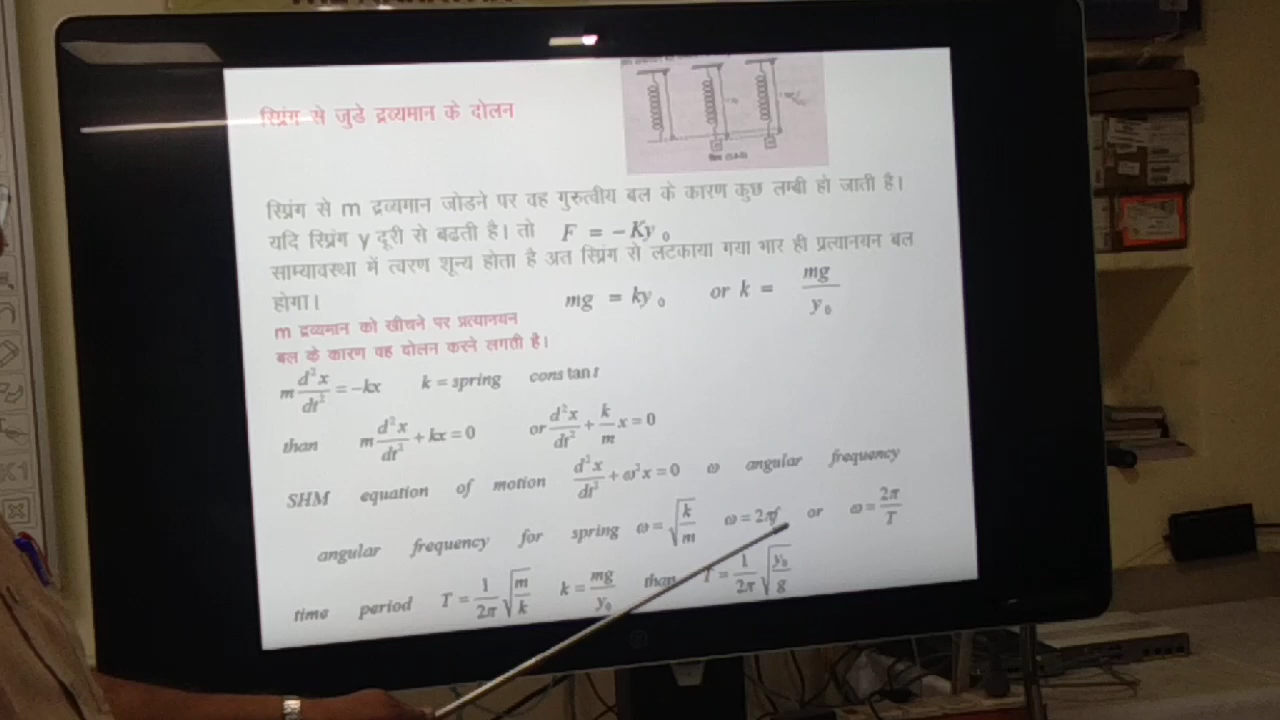 स्प्रिंग से जुडे द्रव्यमान के दोलन
स्प्रिंग से m द्रव्यमान जोडने पर वह गुरुत्वीय बल के कारण कुछ लम्बी हो जाती है।
यदि स्प्रिंग y दूरी से बढती है। तो F = -Ky₀
साम्यावस्था में त्वरण शून्य होता है अत स्प्रिंग से लटकाया गया भार ही प्रत्यानयन बल
होगा। mg = ky₀ or k = mg/y₀
m द्रव्यमान को खीचने पर प्रत्यानयन
बल के कारण वह दोलन करने लगती है।
m d²x/dt² = -kx k = spring constant
than m d²x/dt² + kx = 0 or d²x/dt² + k/m x = 0
SHM equation of motion d²x/dt² + ω²x = 0 ω angular frequency
angular frequency for spring ω = √(k/m) ω = 2πf or ω = 2π/T
time period T = 1/2π √(m/k) k = mg/y₀ than T = 1/2π √(y₀/g)